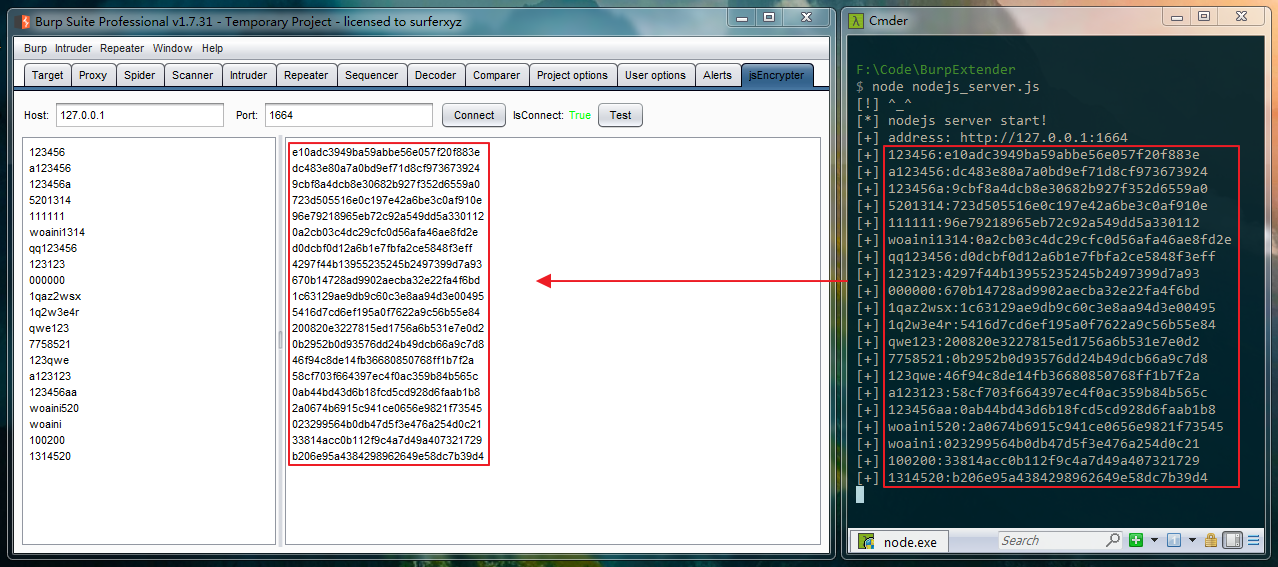 Burp Suite Professional v1.7.31 - Temporary Project - licensed to surferxyz
Burp Intruder Repeater Window Help
Target Proxy Spider Scanner Intruder Repeater Sequencer Decoder Comparer Project options User options Alerts jsEncrypter
Host: 127.0.0.1 Port: 1664 Connect IsConnect: True Test
123456
a123456
123456a
5201314
111111
woaini1314
qq123456
123123
000000
1qaz2wsx
1q2w3e4r
qwe123
7758521
123qwe
a123123
123456aa
woaini520
woaini
100200
1314520
e10adc3949ba59abbe56e057f20f883e
dc483e80a7a0bd9ef71d8cf973673924
9cbf8a4dcb8e30682b927f352d6559a0
723d505516e0c197e42a6be3c0af910e
96e79218965eb72c92a549dd5a330112
0a2cb03c4dc29cfc0d56afa46ae8fd2e
d0dcbf0d12a6b1e7fbfa2ce5848f3eff
4297f44b13955235245b2497399d7a93
670b14728ad9902aecba32e22fa4f6bd
1c63129ae9db9c60c3e8aa94d3e00495
5416d7cd6ef195a0f7622a9c56b55e84
200820e3227815ed1756a6b531e7e0d2
0b2952b0d93576dd24b49dcb66a9c7d8
46f94c8de14fb36680850768ff1b7f2a
58cf703f664397ec4f0ac359b84b565c
0ab44bd43d6b18fcd5cd928d6faab1b8
2a0674b6915c941ce0656e9821f73545
023299564b0db47d5f3e476a254d0c21
33814acc0b112f9c4a7d49a407321729
b206e95a4384298962649e58dc7b39d4
Cmder
F:\Code\BurpExtender
$ node nodejs_server.js
[!] ^_^
[*] nodejs server start!
[+] address: http://127.0.0.1:1664
[+] 123456:e10adc3949ba59abbe56e057f20f883e
[+] a123456:dc483e80a7a0bd9ef71d8cf973673924
[+] 123456a:9cbf8a4dcb8e30682b927f352d6559a0
[+] 5201314:723d505516e0c197e42a6be3c0af910e
[+] 111111:96e79218965eb72c92a549dd5a330112
[+] woaini1314:0a2cb03c4dc29cfc0d56afa46ae8fd2e
[+] qq123456:d0dcbf0d12a6b1e7fbfa2ce5848f3eff
[+] 123123:4297f44b13955235245b2497399d7a93
[+] 000000:670b14728ad9902aecba32e22fa4f6bd
[+] 1qaz2wsx:1c63129ae9db9c60c3e8aa94d3e00495
[+] 1q2w3e4r:5416d7cd6ef195a0f7622a9c56b55e84
[+] qwe123:200820e3227815ed1756a6b531e7e0d2
[+] 7758521:0b2952b0d93576dd24b49dcb66a9c7d8
[+] 123qwe:46f94c8de14fb36680850768ff1b7f2a
[+] a123123:58cf703f664397ec4f0ac359b84b565c
[+] 123456aa:0ab44bd43d6b18fcd5cd928d6faab1b8
[+] woaini520:2a0674b6915c941ce0656e9821f73545
[+] woaini:023299564b0db47d5f3e476a254d0c21
[+] 100200:33814acc0b112f9c4a7d49a407321729
[+] 1314520:b206e95a4384298962649e58dc7b39d4
node.exe Search